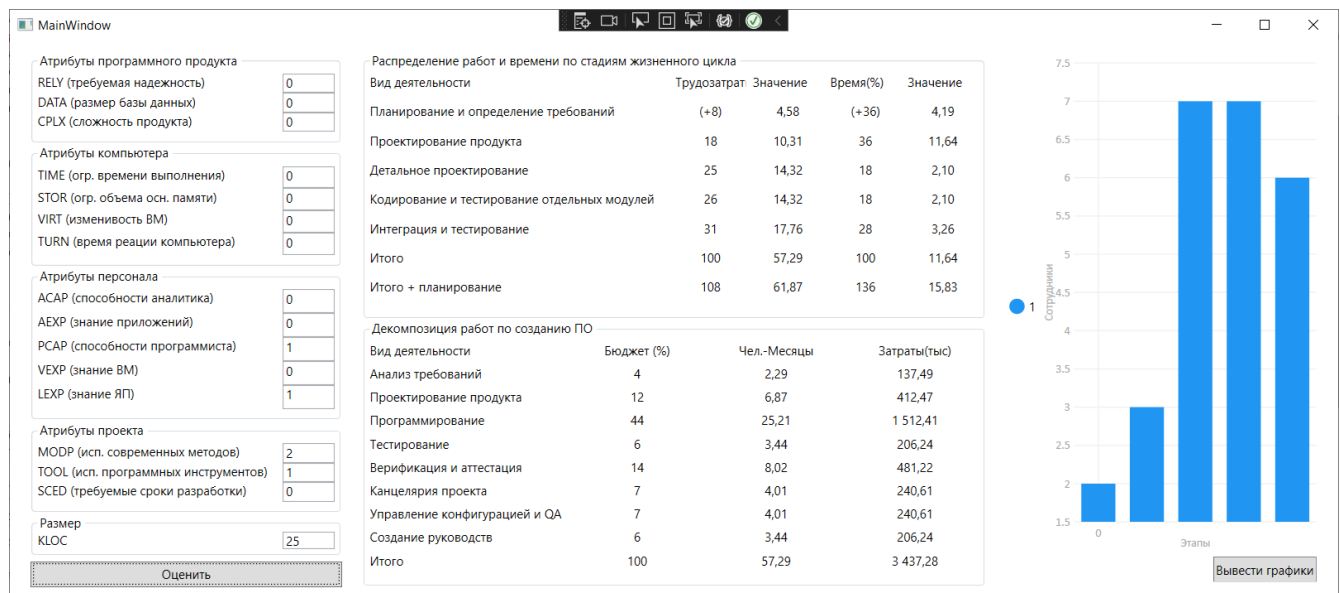 MainWindow
Атрибуты программного продукта
RELY (требуемая надежность) 0
DATA (размер базы данных) 0
CPLX (сложность продукта) 0
Атрибуты компьютера
TIME (огр. времени выполнения) 0
STOR (огр. объема осн. памяти) 0
VIRT (изменивость ВМ) 0
TURN (время реации компьютера) 0
Атрибуты персонала
ACAP (способности аналитика) 0
AEXP (знание приложений) 0
PCAP (способности программиста) 1
VEXP (знание ВМ) 0
LEXP (знание ЯП) 1
Атрибуты проекта
MODP (исп. современных методов) 2
TOOL (исп. программных инструментов) 1
SCED (требуемые сроки разработки) 0
Размер
KLOC 25
Оценить
Распределение работ и времени по стадиям жизненного цикла
Вид деятельности Трудозатрат Значение Время(%) Значение
Планирование и определение требований (+8) 4,58 (+36) 4,19
Проектирование продукта 18 10,31 36 11,64
Детальное проектирование 25 14,32 18 2,10
Кодирование и тестирование отдельных модулей 26 14,32 18 2,10
Интеграция и тестирование 31 17,76 28 3,26
Итого 100 57,29 100 11,64
Итого + планирование 108 61,87 136 15,83
Декомпозиция работ по созданию ПО
Вид деятельности Бюджет (%) Чел.-Месяцы Затраты(тыс)
Анализ требований 4 2,29 137,49
Проектирование продукта 12 6,87 412,47
Программирование 44 25,21 1 512,41
Тестирование 6 3,44 206,24
Верификация и аттестация 14 8,02 481,22
Канцелярия проекта 7 4,01 240,61
Управление конфигурацией и QA 7 4,01 240,61
Создание руководств 6 3,44 206,24
Итого 100 57,29 3 437,28
1
Сотрудники
7.5
7
6.5
6
5.5
5
4.5
4
3.5
3
2.5
2
1.5
0
Этапы
Вывести графики